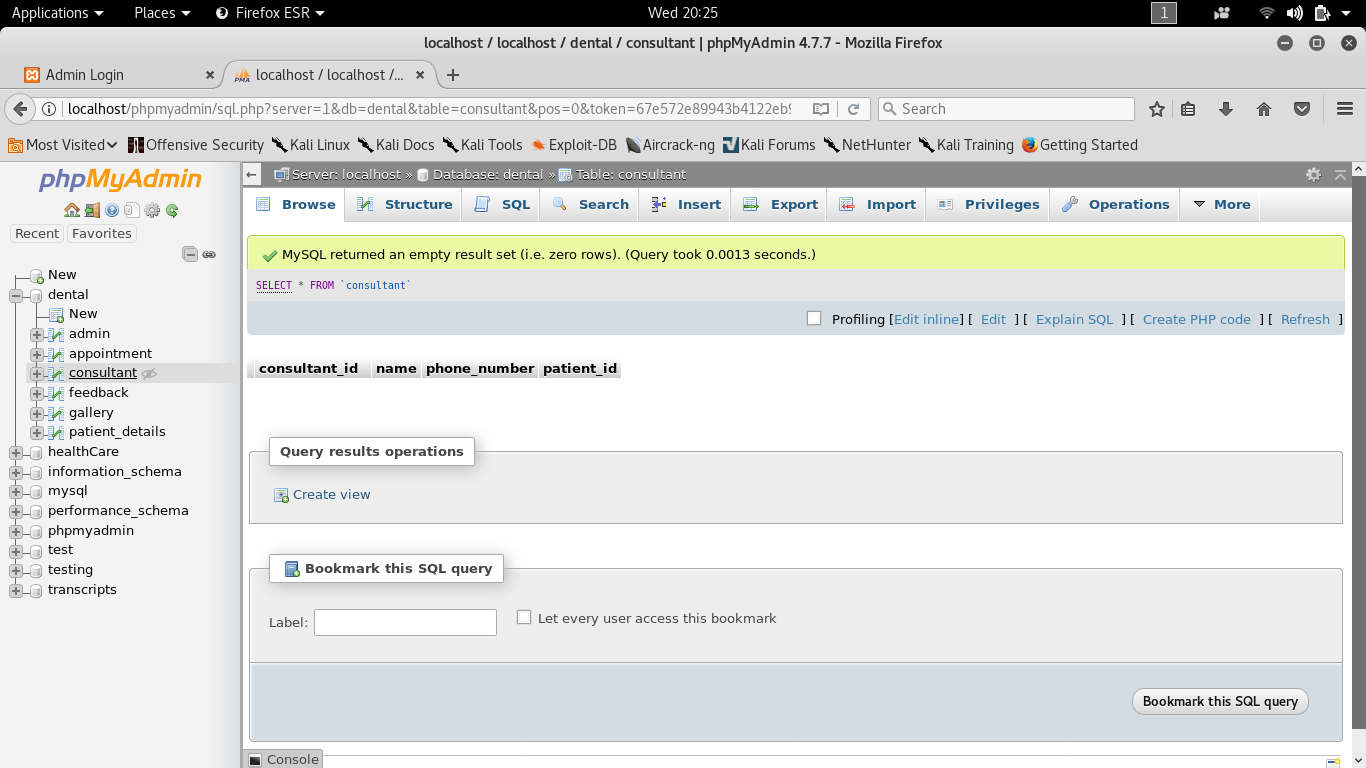 Applications Places Firefox ESR Wed 20:25 1
localhost / localhost / dental / consultant | phpMyAdmin 4.7.7 - Mozilla Firefox
Admin Login × localhost / localhost /... × +
localhost/phpmyadmin/sql.php?server=1&db=dental&table=consultant&pos=0&token=67e572e89943b4122eb9 Search
Most Visited Offensive Security Kali Linux Kali Docs Kali Tools Exploit-DB Aircrack-ng Kali Forums NetHunter Kali Training Getting Started
phpMyAdmin
Recent Favorites
New
dental
New
admin
appointment
consultant
feedback
gallery
patient_details
healthCare
information_schema
mysql
performance_schema
phpmyadmin
test
testing
transcripts
Server: localhost » Database: dental » Table: consultant
Browse Structure SQL Search Insert Export Import Privileges Operations More
MySQL returned an empty result set (i.e. zero rows). (Query took 0.0013 seconds.)
SELECT * FROM `consultant`
Profiling [Edit inline] [ Edit ] [ Explain SQL ] [ Create PHP code ] [ Refresh ]
consultant_id name phone_number patient_id
Query results operations
Create view
Bookmark this SQL query
Label: Let every user access this bookmark
Bookmark this SQL query
Console